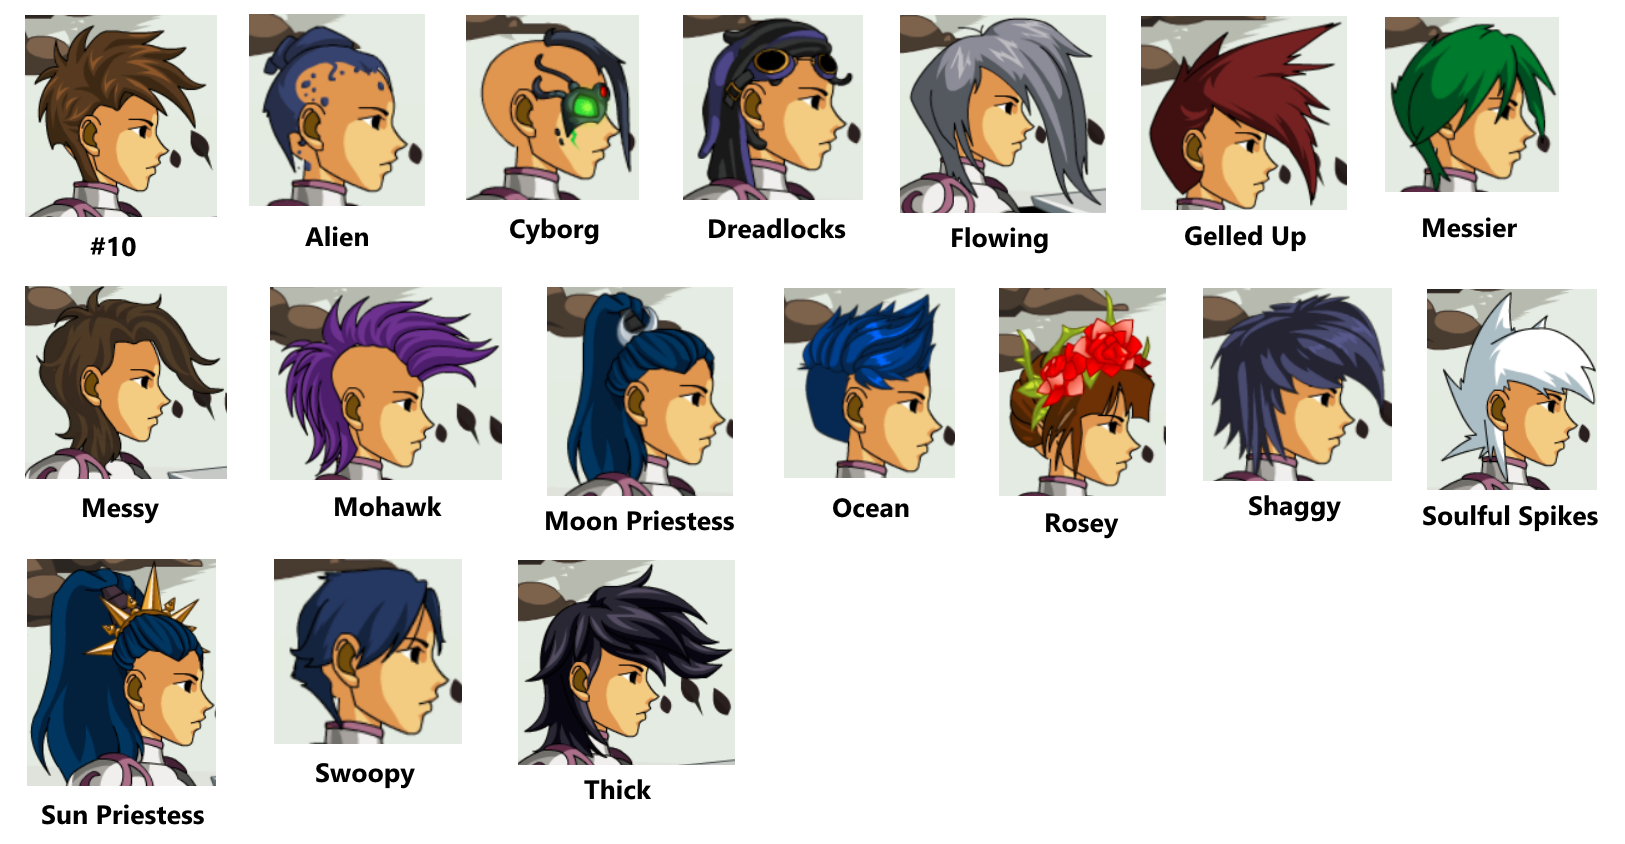 #10
Alien
Cyborg
Dreadlocks
Flowing
Gelled Up
Messier
Messy
Mohawk
Moon Priestess
Ocean
Rosey
Shaggy
Soulful Spikes
Sun Priestess
Swoopy
Thick